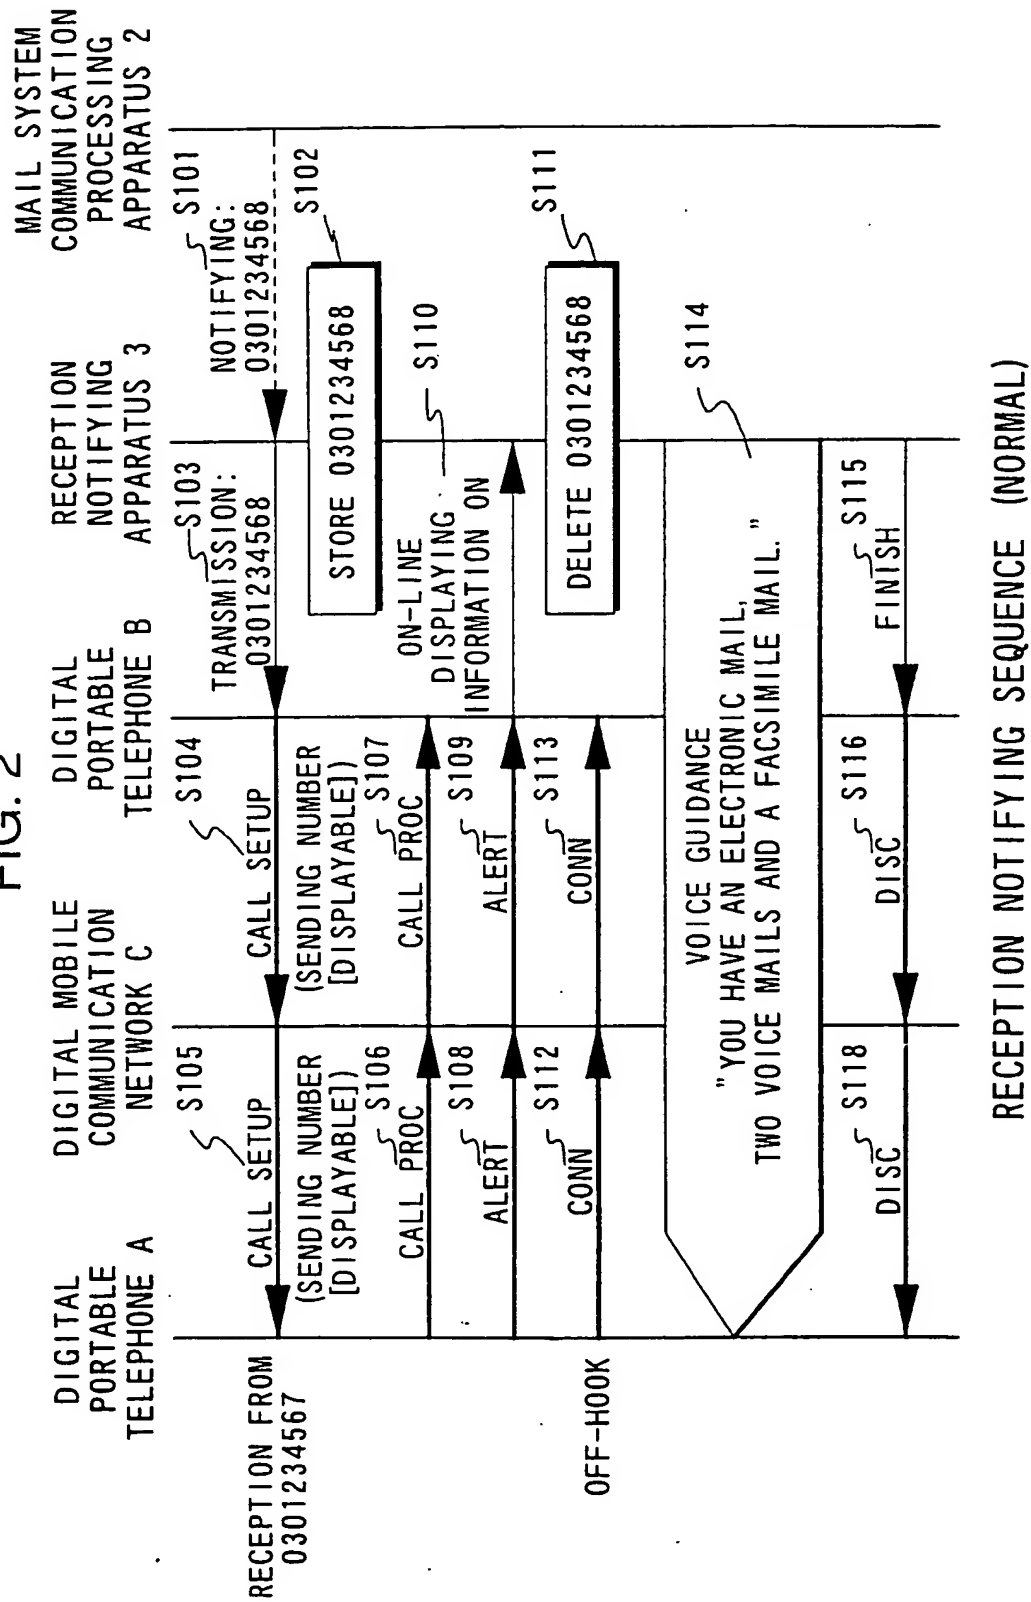 FIG. 2
DIGITAL
PORTABLE
TELEPHONE A
DIGITAL MOBILE
COMMUNICATION
NETWORK C
DIGITAL
PORTABLE
TELEPHONE B
RECEPTION
NOTIFYING
APPARATUS 3
MAIL SYSTEM
COMMUNICATION
PROCESSING
APPARATUS 2
S101
NOTIFYING:
0301234568
S102
STORE 0301234568
S103
TRANSMISSION:
0301234568
S104
CALL SETUP
(SENDING NUMBER
[DISPLAYABLE])
S105
CALL SETUP
(SENDING NUMBER
[DISPLAYABLE])
RECEPTION FROM
0301234567
S106
CALL PROC
S107
CALL PROC
S108
ALERT
S109
ALERT
S110
ON-LINE
DISPLAYING
INFORMATION ON
S111
DELETE 0301234568
OFF-HOOK
S112
CONN
S113
CONN
S114
VOICE GUIDANCE
"YOU HAVE AN ELECTRONIC MAIL,
TWO VOICE MAILS AND A FACSIMILE MAIL."
S115
FINISH
S116
DISC
S118
DISC
RECEPTION NOTIFYING SEQUENCE (NORMAL)